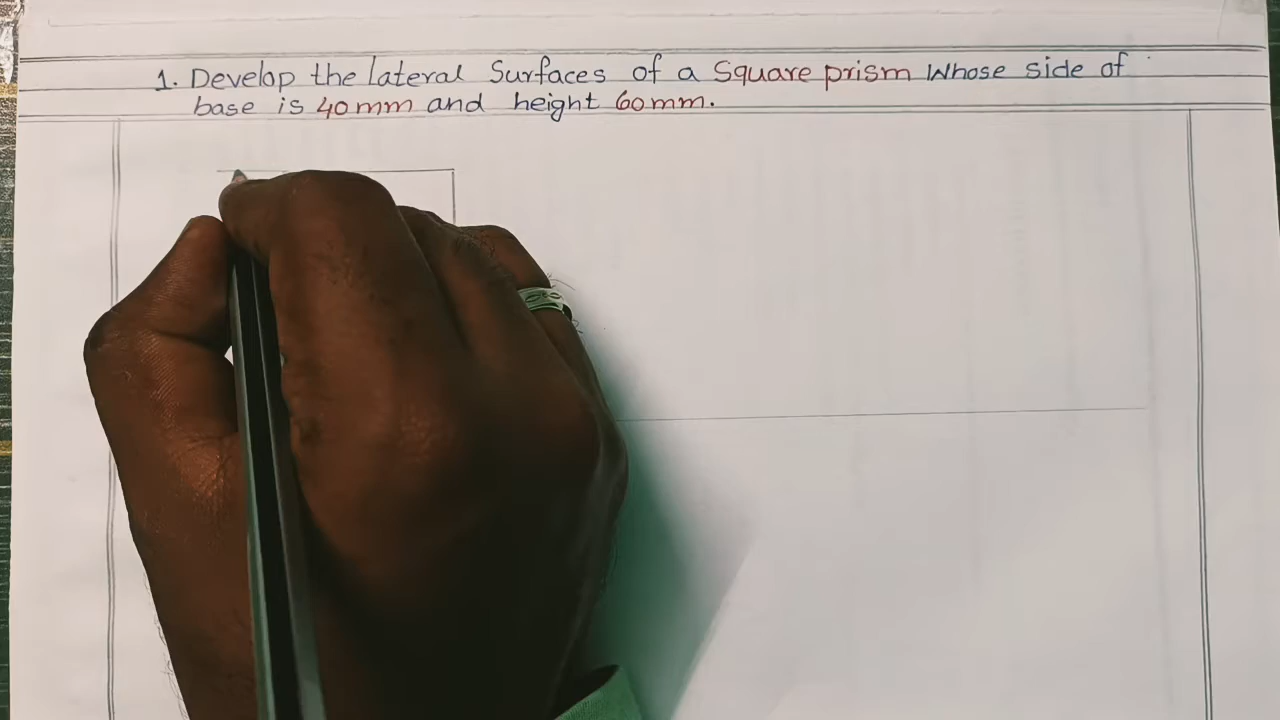 1. Develop the lateral Surfaces of a Square prism Whose side of
base is 40mm and height 60mm.